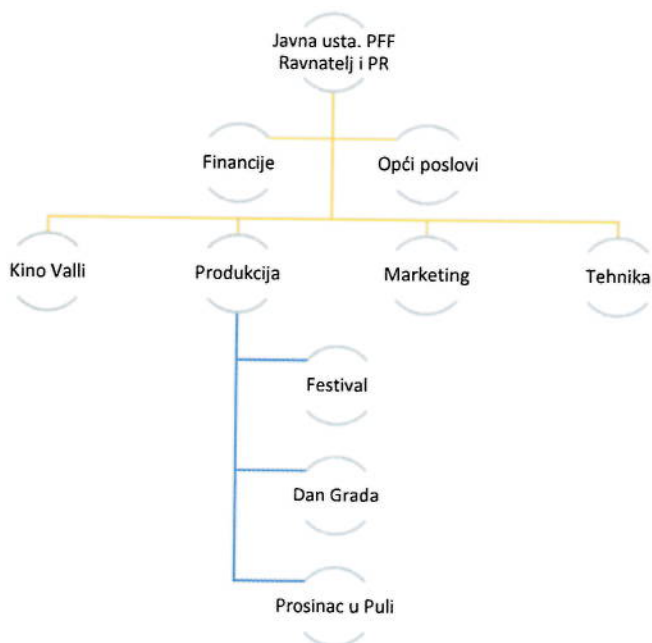 Javna usta. PFF
Ravnatelj i PR
Financije
Opći poslovi
Kino Valli
Produkcija
Marketing
Tehnika
Festival
Dan Grada
Prosinac u Puli